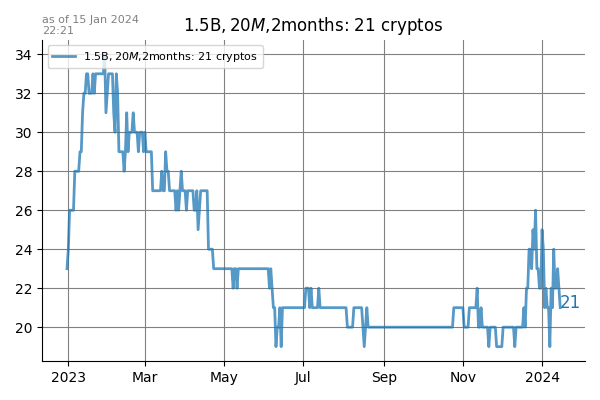 as of 15 Jan 2024
22:21
1.5B, 20M,2months: 21 cryptos
1.5B, 20M,2months: 21 cryptos
34
32
30
28
26
24
22
20
21
2023
Mar
May
Jul
Sep
Nov
2024